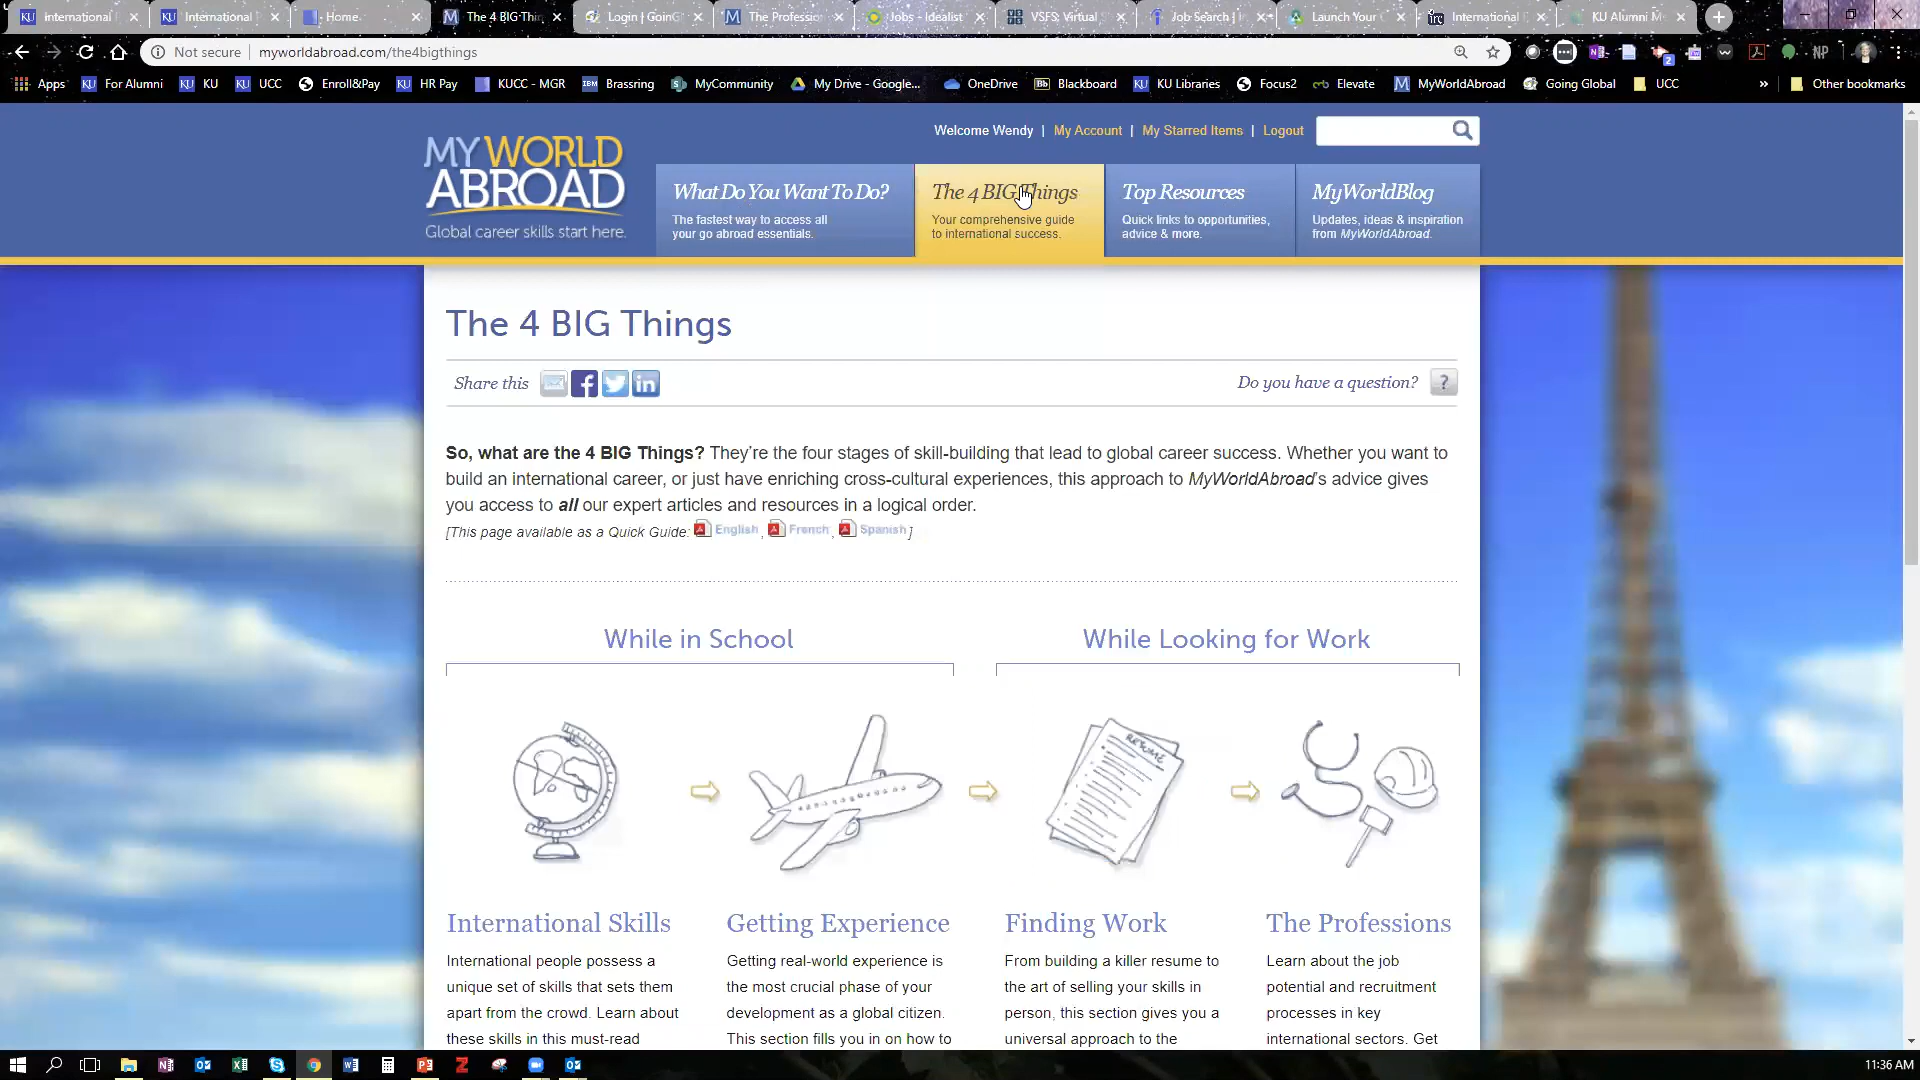 International
International
Home
The 4 BIG Thin
Login | GoinG
The Profession
Jobs - Idealist
VSFS: Virtual S
Job Search | In
Launch Your C
International
KU Alumni M
Not secure | myworldabroad.com/the4bigthings
Apps For Alumni KU UCC Enroll&Pay HR Pay KUCC - MGR Brassring MyCommunity My Drive - Google... OneDrive Blackboard KU Libraries Focus2 Elevate MyWorldAbroad Going Global UCC » Other bookmarks
Welcome Wendy | My Account | My Starred Items | Logout
MY WORLD
ABROAD
Global career skills start here.
What Do You Want To Do?
The fastest way to access all
your go abroad essentials.
The 4 BIG Things
Your comprehensive guide
to international success.
Top Resources
Quick links to opportunities,
advice & more.
MyWorldBlog
Updates, ideas & inspiration
from MyWorldAbroad.
The 4 BIG Things
Share this
Do you have a question? ?
So, what are the 4 BIG Things? They're the four stages of skill-building that lead to global career success. Whether you want to
build an international career, or just have enriching cross-cultural experiences, this approach to MyWorldAbroad's advice gives
you access to all our expert articles and resources in a logical order.
[This page available as a Quick Guide: English, French, Spanish]
While in School
While Looking for Work
RESUME
International Skills
International people possess a
unique set of skills that sets them
apart from the crowd. Learn about
these skills in this must-read
Getting Experience
Getting real-world experience is
the most crucial phase of your
development as a global citizen.
This section fills you in on how to
Finding Work
From building a killer resume to
the art of selling your skills in
person, this section gives you a
universal approach to the
The Professions
Learn about the job
potential and recruitment
processes in key
international sectors. Get
11:36 AM